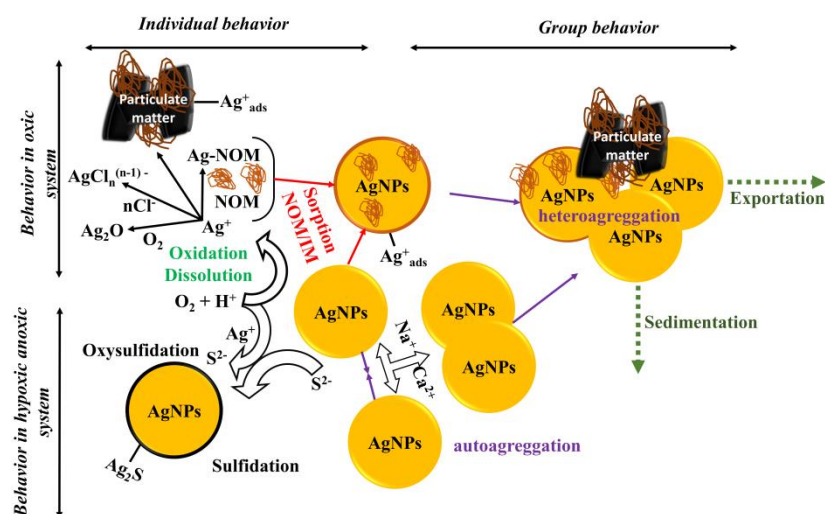 Individual behavior
Group behavior
Behavior in oxic
system
Particulate
matter
Ag⁺ads
Ag-NOM
NOM
AgCln(n-1) -
nCl-
Ag⁺
Ag2O
O2
Sorption
NOM/IM
AgNPs
Ag⁺ads
Particulate
matter
AgNPs
AgNPs
heteroagreggation
AgNPs
Exportation
Oxidation
Dissolution
O2 + H⁺
Ag⁺
AgNPs
AgNPs
AgNPs
Na⁺
Ca2+
Sedimentation
Behavior in hypoxic anoxic
system
Oxysulfidation
S2-
S2-
AgNPs
Ag2S
Sulfidation
AgNPs
autoagreggation